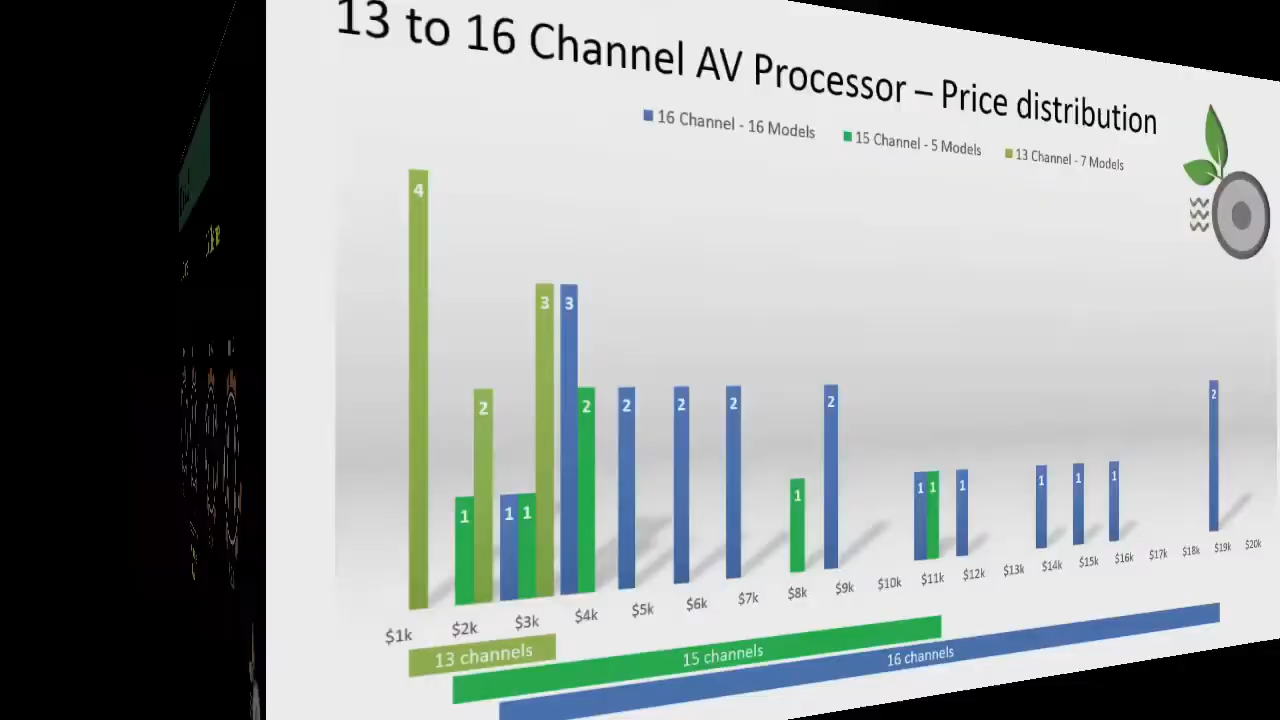 13 to 16 Channel AV Processor – Price distribution
16 Channel - 16 Models 15 Channel - 5 Models 13 Channel - 7 Models
4
3 3
2 2 2 2 2 2 2
1 1 1 1 1 1 1 1 1 1
$1k $2k $3k $4k $5k $6k $7k $8k $9k $10k $11k $12k $13k $14k $15k $16k $17k $18k $19k $20k
13 channels
15 channels
16 channels